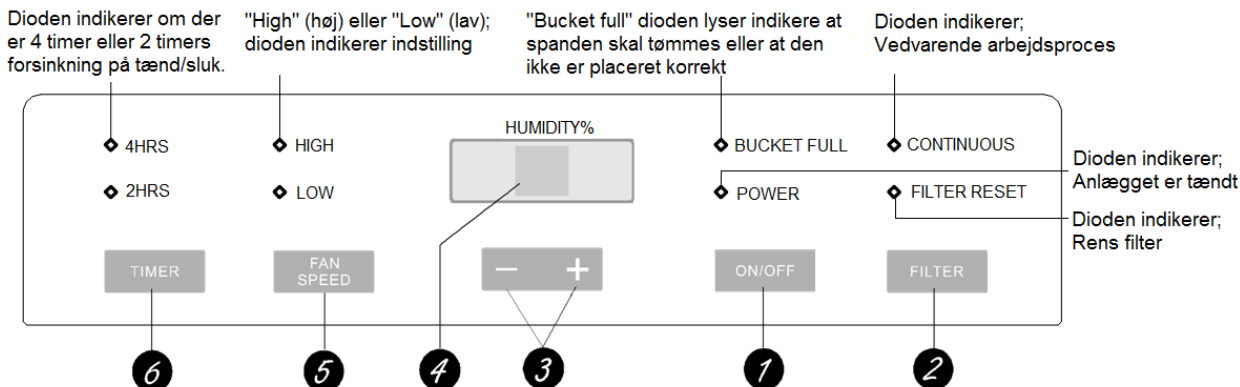 Dioden indikerer om der
er 4 timer eller 2 timers
forsinkning på tænd/sluk.
"High" (høj) eller "Low" (lav);
dioden indikerer indstilling
"Bucket full" dioden lyser indikere at
spanden skal tømmes eller at den
ikke er placeret korrekt
Dioden indikerer;
Vedvarende arbejdsproces
4HRS
HIGH
HUMIDITY%
BUCKET FULL
CONTINUOUS
Dioden indikerer;
Anlægget er tændt
2HRS
LOW
POWER
FILTER RESET
Dioden indikerer;
Rens filter
TIMER
FAN
SPEED
− +
ON/OFF
FILTER
6
5
4
3
1
2